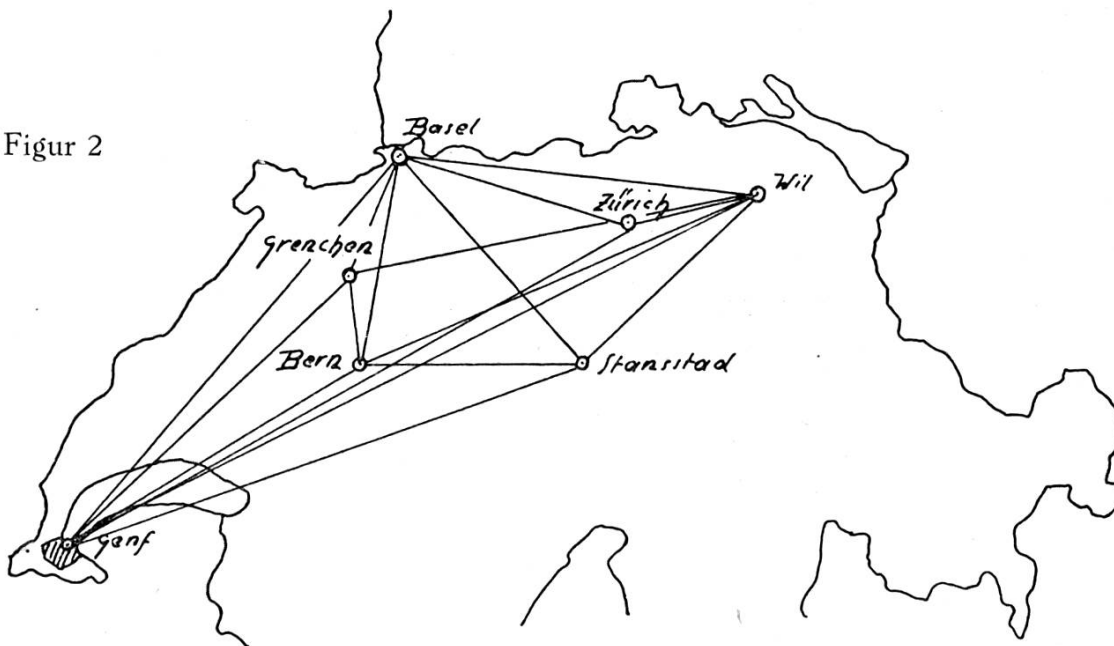 Figur 2
Basel
Wil
Zürich
Grenchen
Bern
Stansstad
Genf